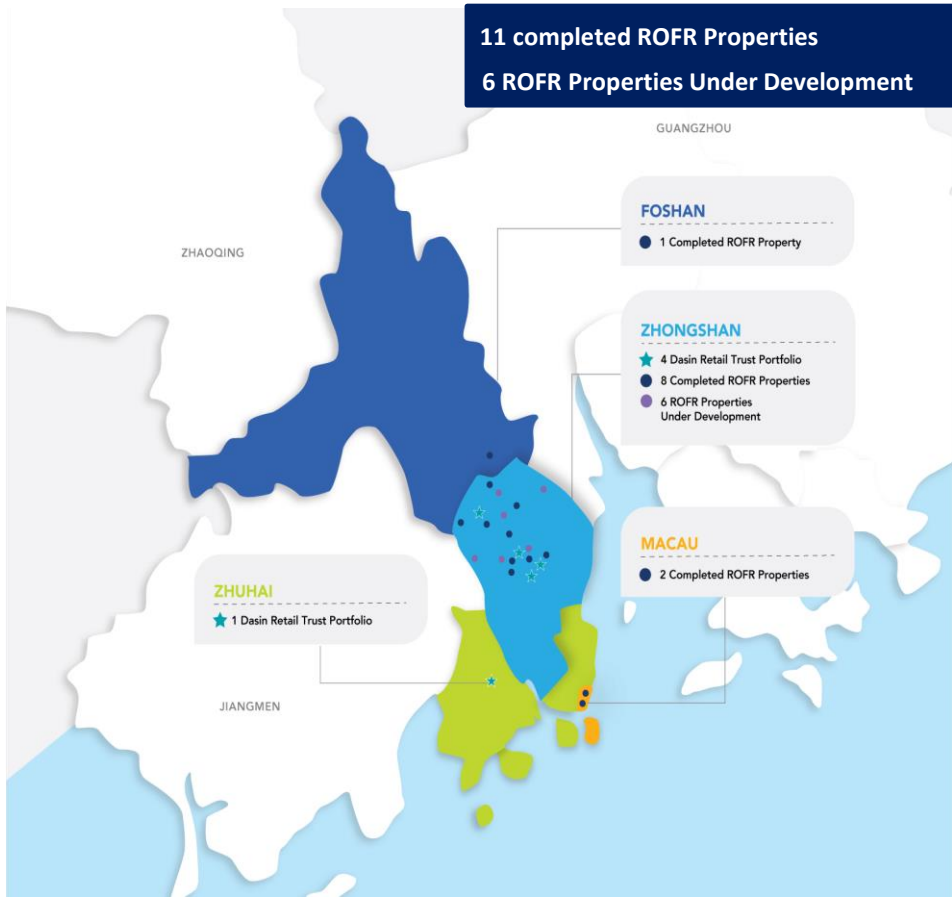 11 completed ROFR Properties
6 ROFR Properties Under Development
GUANGZHOU
FOSHAN
1 Completed ROFR Property
ZHAOQING
ZHONGSHAN
4 Dasin Retail Trust Portfolio
8 Completed ROFR Properties
6 ROFR Properties
Under Development
MACAU
2 Completed ROFR Properties
ZHUHAI
1 Dasin Retail Trust Portfolio
JIANGMEN